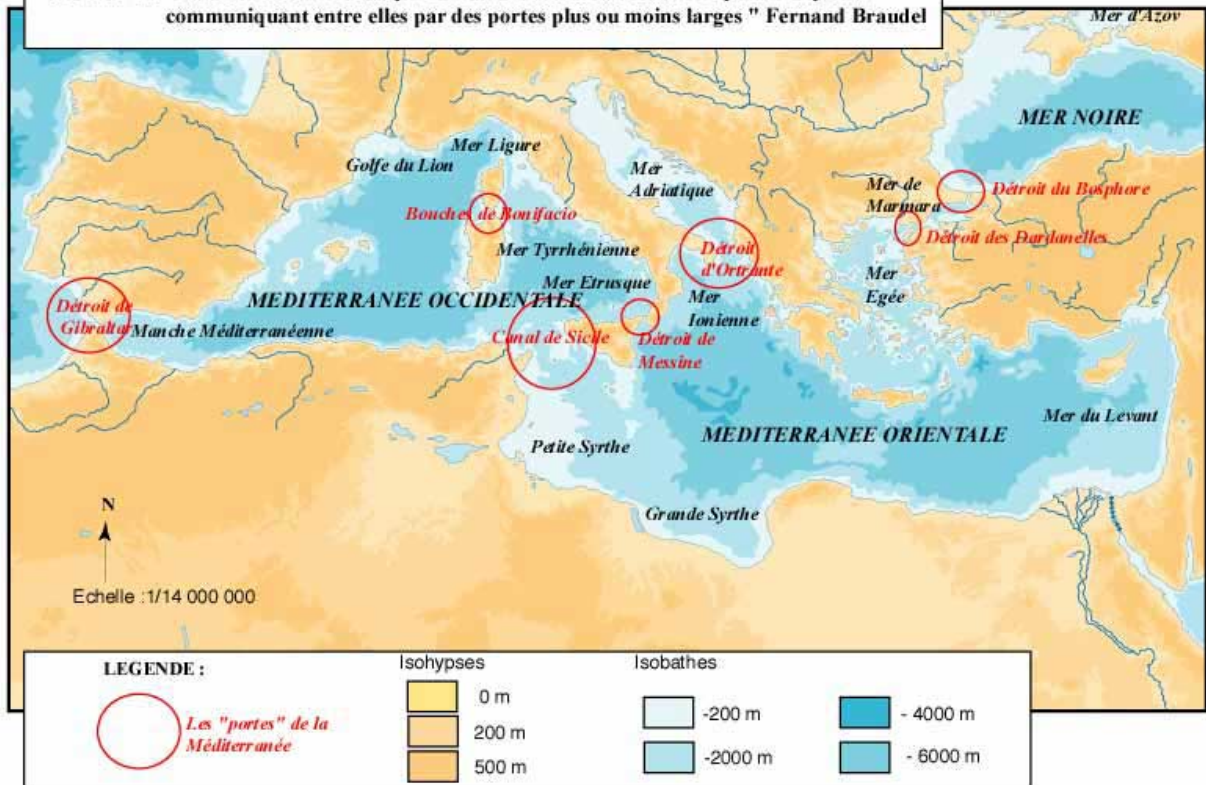 communiquant entre elles par des portes plus ou moins larges " Fernand Braudel
Mer d'Azov
MER NOIRE
Mer Ligure
Golfe du Lion
Mer
Adriatique
Mer de
Marmara
Détroit du Bosphore
Bouches de Bonifacio
Détroit des Dardanelles
Mer Tyrrhénienne
Détroit
d'Ortrante
Mer Etrusque
Mer
Egée
MEDITERRANEE OCCIDENTALE
Mer
Ionienne
Détroit de
Gibraltar
Manche Méditerranéenne
Canal de Sicile
Détroit de
Messine
Mer du Levant
MEDITERRANEE ORIENTALE
Petite Syrthe
Grande Syrthe
N
Echelle :1/14 000 000
LEGENDE :
Les "portes" de la
Méditerranée
Isohypses
0 m
200 m
500 m
Isobathes
-200 m
-2000 m
- 4000 m
- 6000 m